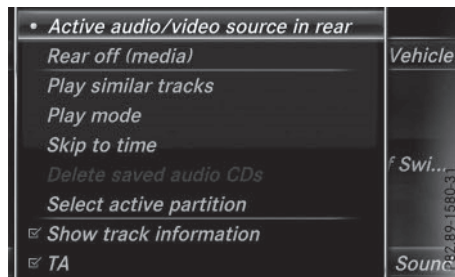 • Active audio/video source in rear
Rear off (media)
Vehicle
Play similar tracks
Play mode
Skip to time
f Swi...
Delete saved audio CDs
Select active partition
☑ Show track information
☑ TA
Sound
82.89-1580-31